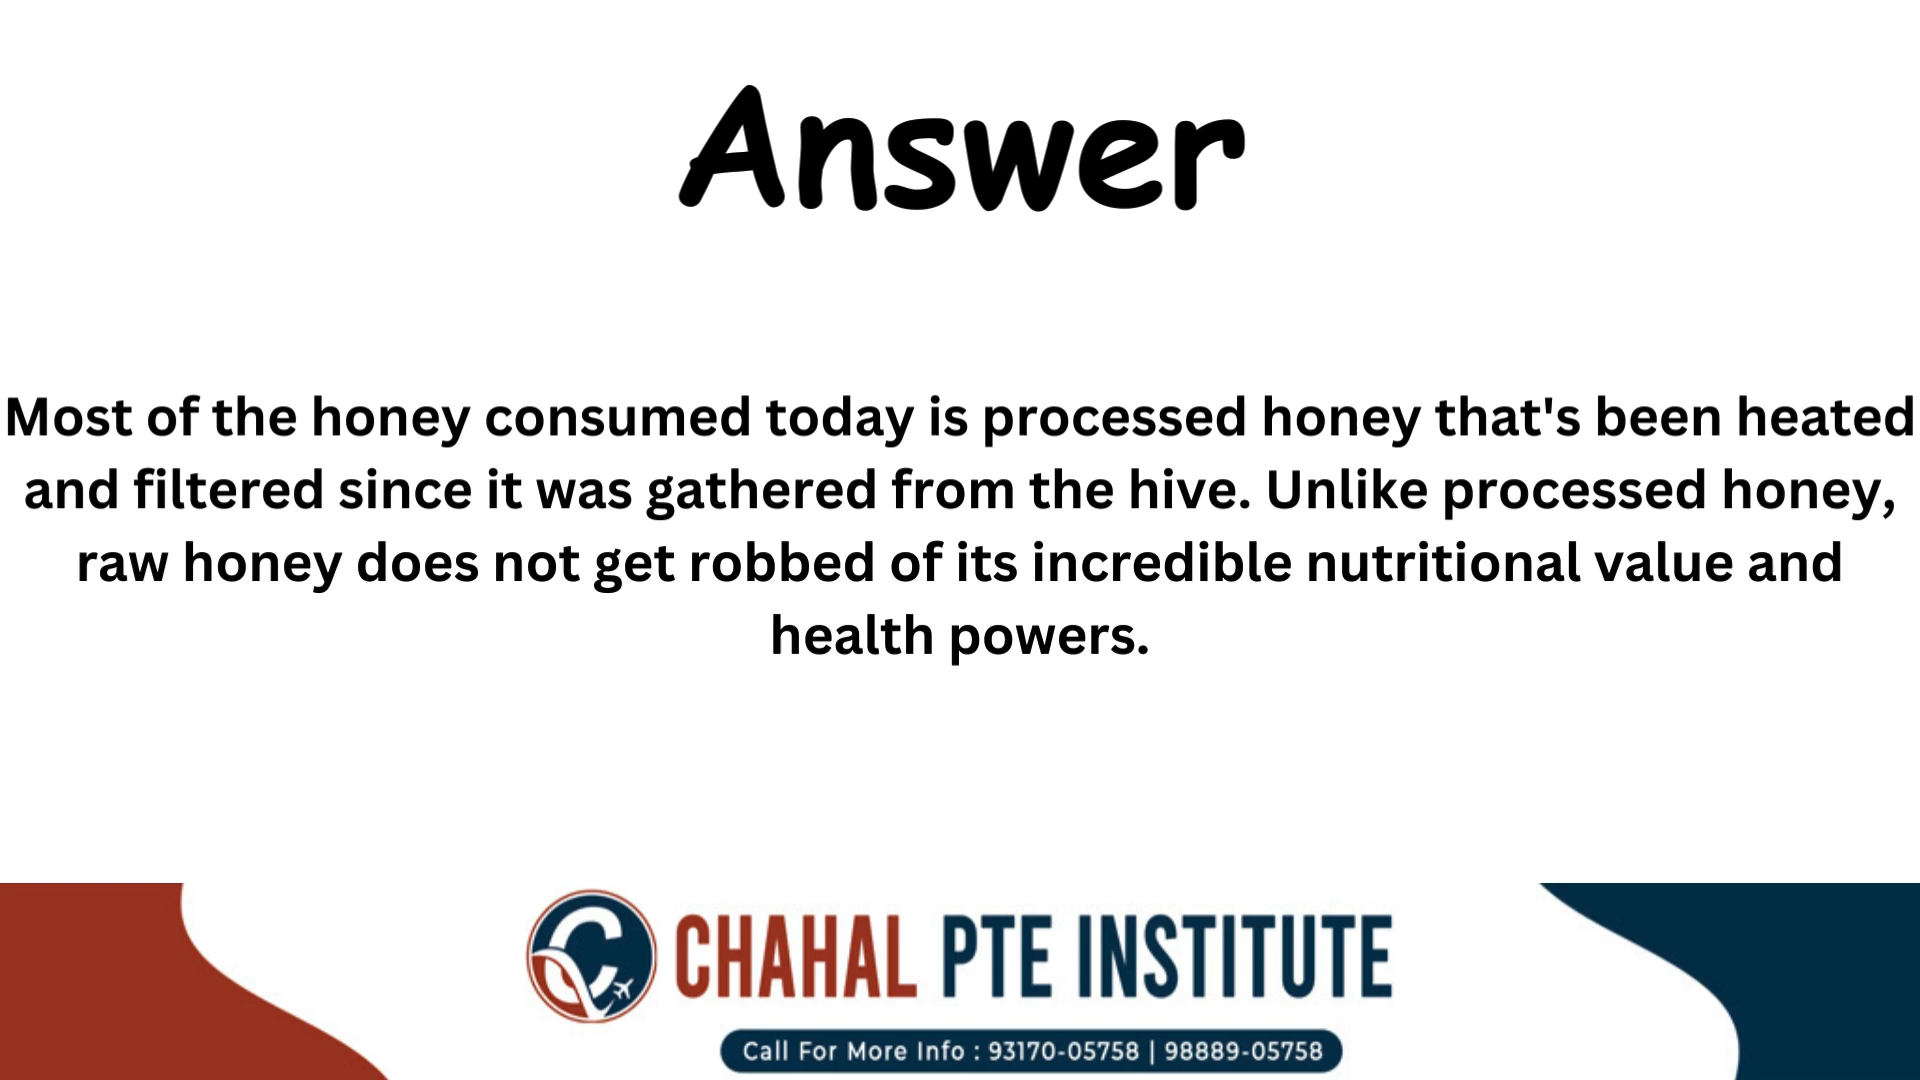 Answer
Most of the honey consumed today is processed honey that's been heated
and filtered since it was gathered from the hive. Unlike processed honey,
raw honey does not get robbed of its incredible nutritional value and
health powers.
CHAHAL PTE INSTITUTE
Call For More Info : 93170-05758 | 98889-05758